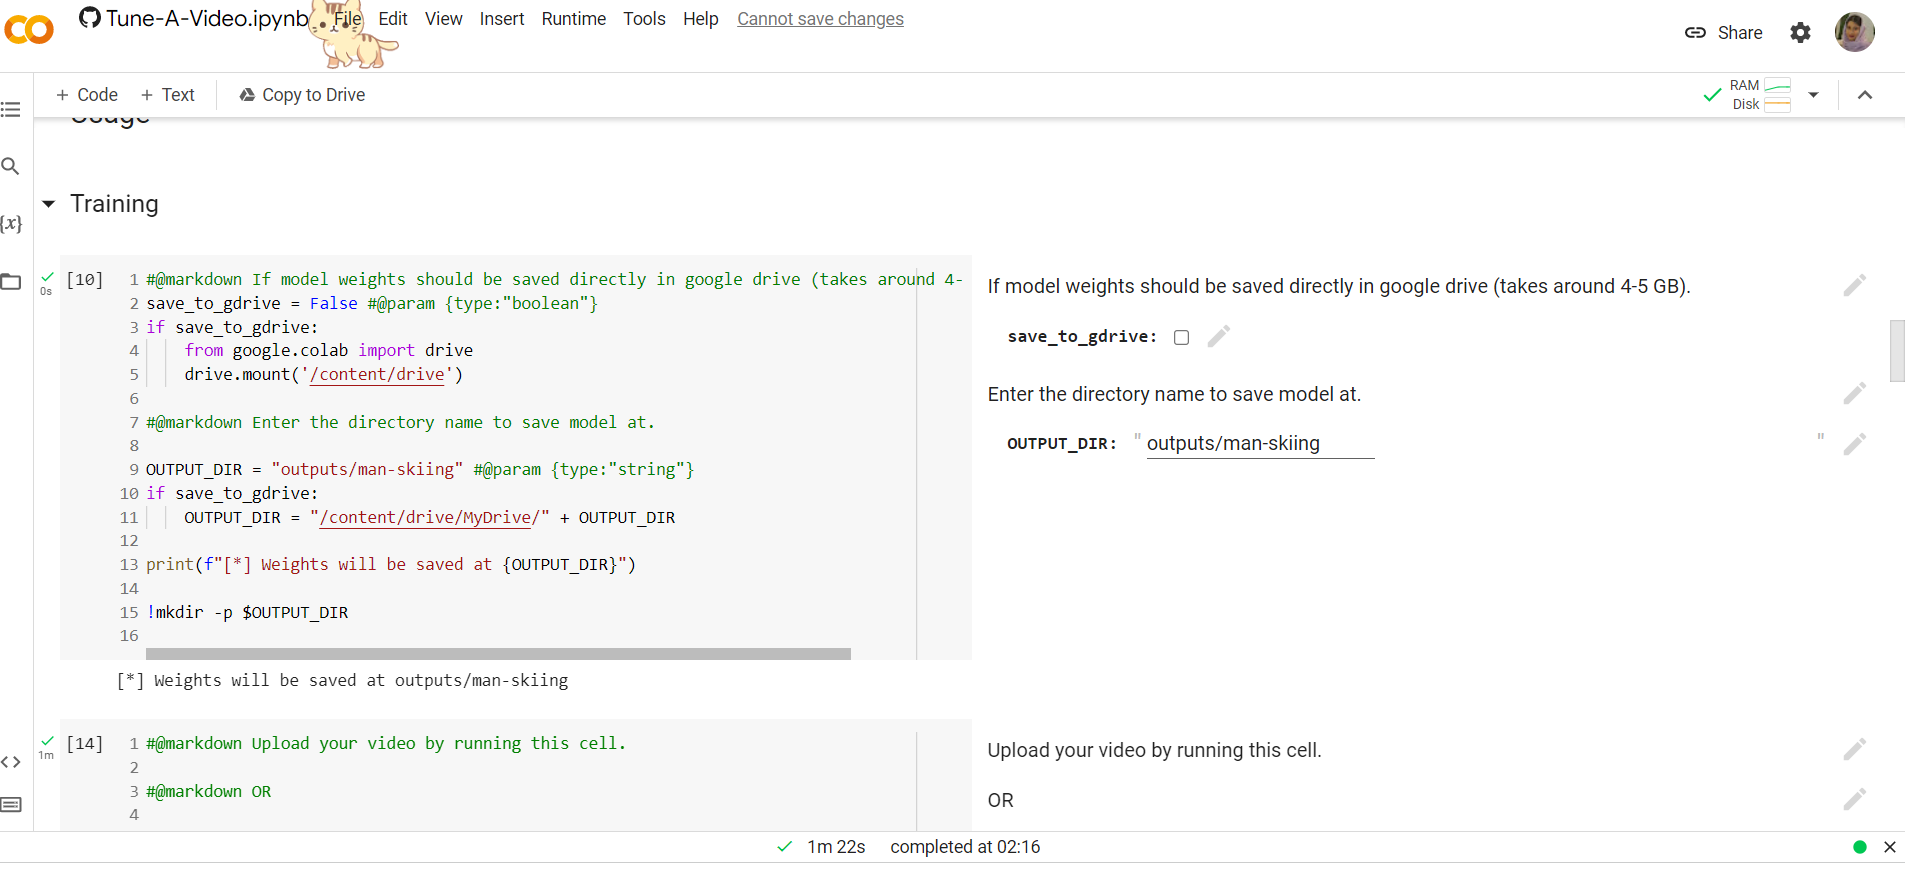 Tune-A-Video.ipynb
File Edit View Insert Runtime Tools Help Cannot save changes
Share
+ Code + Text Copy to Drive
RAM
Disk
Usage
Training
{x}
0s
[10]
1 #@markdown If model weights should be saved directly in google drive (takes around 4-
2 save_to_gdrive = False #@param {type:"boolean"}
3 if save_to_gdrive:
4 from google.colab import drive
5 drive.mount('/content/drive')
6
7 #@markdown Enter the directory name to save model at.
8
9 OUTPUT_DIR = "outputs/man-skiing" #@param {type:"string"}
10 if save_to_gdrive:
11 OUTPUT_DIR = "/content/drive/MyDrive/" + OUTPUT_DIR
12
13 print(f"[*] Weights will be saved at {OUTPUT_DIR}")
14
15 !mkdir -p $OUTPUT_DIR
16
If model weights should be saved directly in google drive (takes around 4-5 GB).
save_to_gdrive:
Enter the directory name to save model at.
OUTPUT_DIR: "outputs/man-skiing"
[*] Weights will be saved at outputs/man-skiing
1m
[14]
1 #@markdown Upload your video by running this cell.
2
3 #@markdown OR
4
Upload your video by running this cell.
OR
1m 22s completed at 02:16